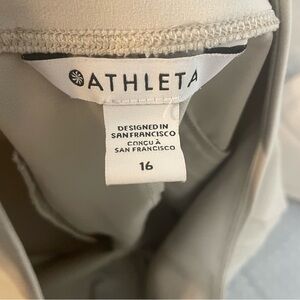 ATHLETA
DESIGNED IN
SAN FRANCISCO
CONÇU À
SAN FRANCISCO
16